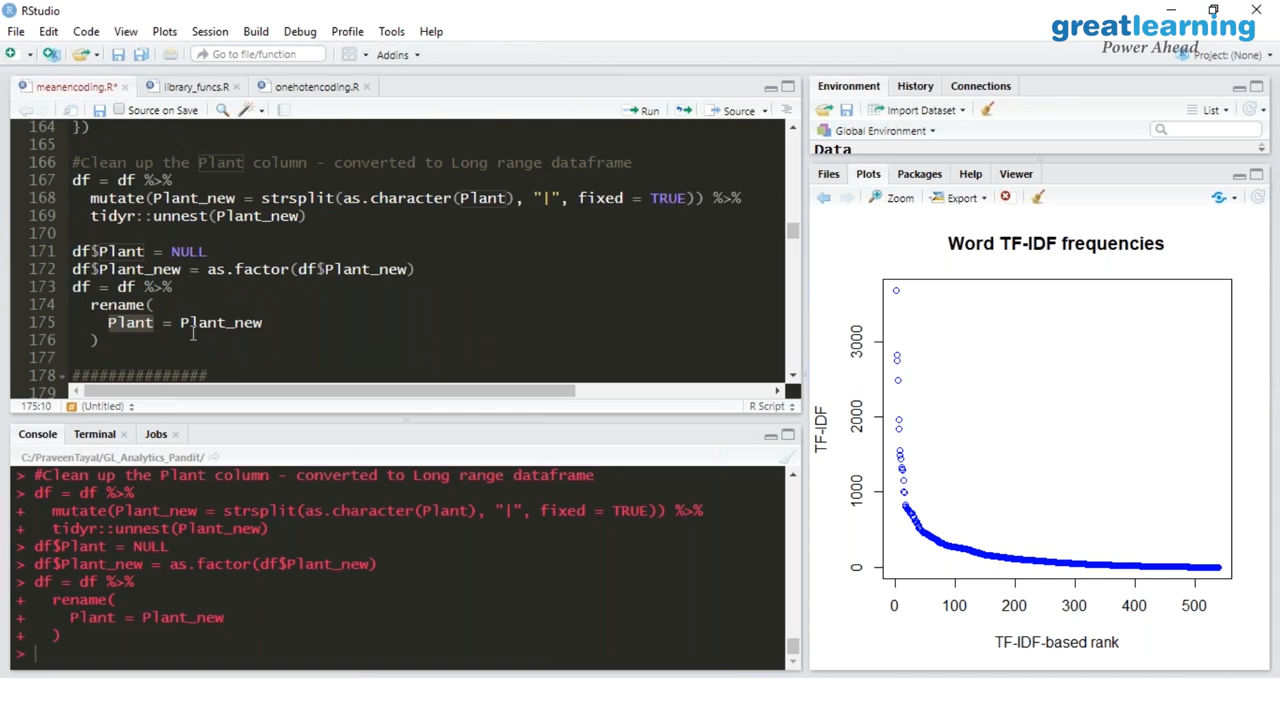 RStudio
greatlearning
Power Ahead
File Edit Code View Plots Session Build Debug Profile Tools Help
Go to file/function Addins Project: (None)
meanencoding.R* library_funcs.R onehotencoding.R
Source on Save Run Source
164 })
165
166 #Clean up the Plant column - converted to Long range dataframe
167 df = df %>%
168 mutate(Plant_new = strsplit(as.character(Plant), "|", fixed = TRUE)) %>%
169 tidyr::unnest(Plant_new)
170
171 df$Plant = NULL
172 df$Plant_new = as.factor(df$Plant_new)
173 df = df %>%
174 rename(
175 Plant = Plant_new
176 )
177
178 ###############
179
175:10 # (Untitled) R Script
Console Terminal Jobs
C:/PraveenTayal/GL_Analytics_Pandit/
> #Clean up the Plant column - converted to Long range dataframe
> df = df %>%
+ mutate(Plant_new = strsplit(as.character(Plant), "|", fixed = TRUE)) %>%
+ tidyr::unnest(Plant_new)
> df$Plant = NULL
> df$Plant_new = as.factor(df$Plant_new)
> df = df %>%
+ rename(
+ Plant = Plant_new
+ )
>
Environment History Connections
Import Dataset List
Global Environment
Data
Files Plots Packages Help Viewer
Zoom Export
Word TF-IDF frequencies
TF-IDF
3000
2000
1000
0
0 100 200 300 400 500
TF-IDF-based rank